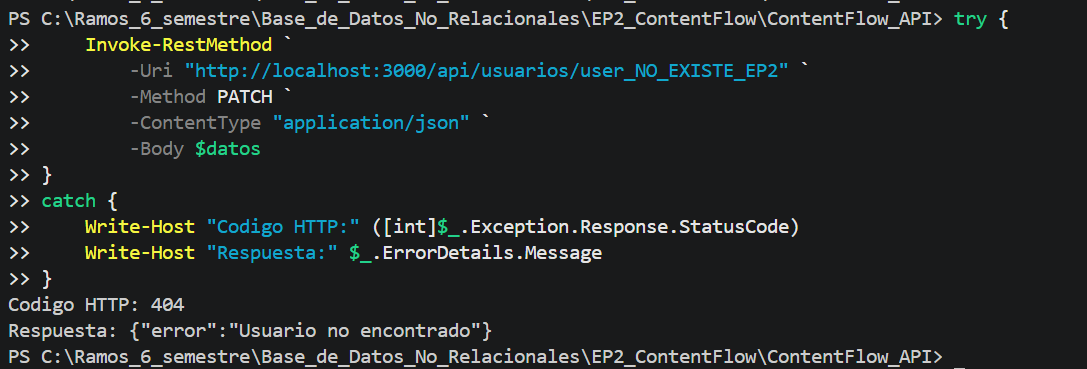 PS C:\Ramos_6_semestre\Base_de_Datos_No_Relacionales\EP2_ContentFlow\ContentFlow_API> try {
>>     Invoke-RestMethod `
>>         -Uri "http://localhost:3000/api/usuarios/user_NO_EXISTE_EP2" `
>>         -Method PATCH `
>>         -ContentType "application/json" `
>>         -Body $datos
>> }
>> catch {
>>     Write-Host "Codigo HTTP:" ([int]$_.Exception.Response.StatusCode)
>>     Write-Host "Respuesta:" $_.ErrorDetails.Message
>> }
Codigo HTTP: 404
Respuesta: {"error":"Usuario no encontrado"}
PS C:\Ramos_6_semestre\Base_de_Datos_No_Relacionales\EP2_ContentFlow\ContentFlow_API>